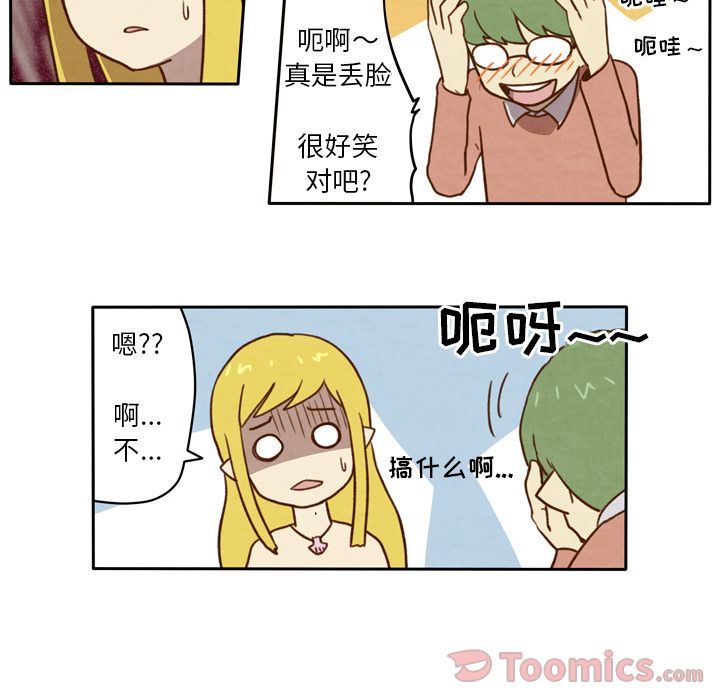 呃啊～
真是丢脸
很好笑
对吧?
呃哇～
呃哇～
呃呀~~
嗯??
啊...
不...
搞什么啊...
Toomics.com